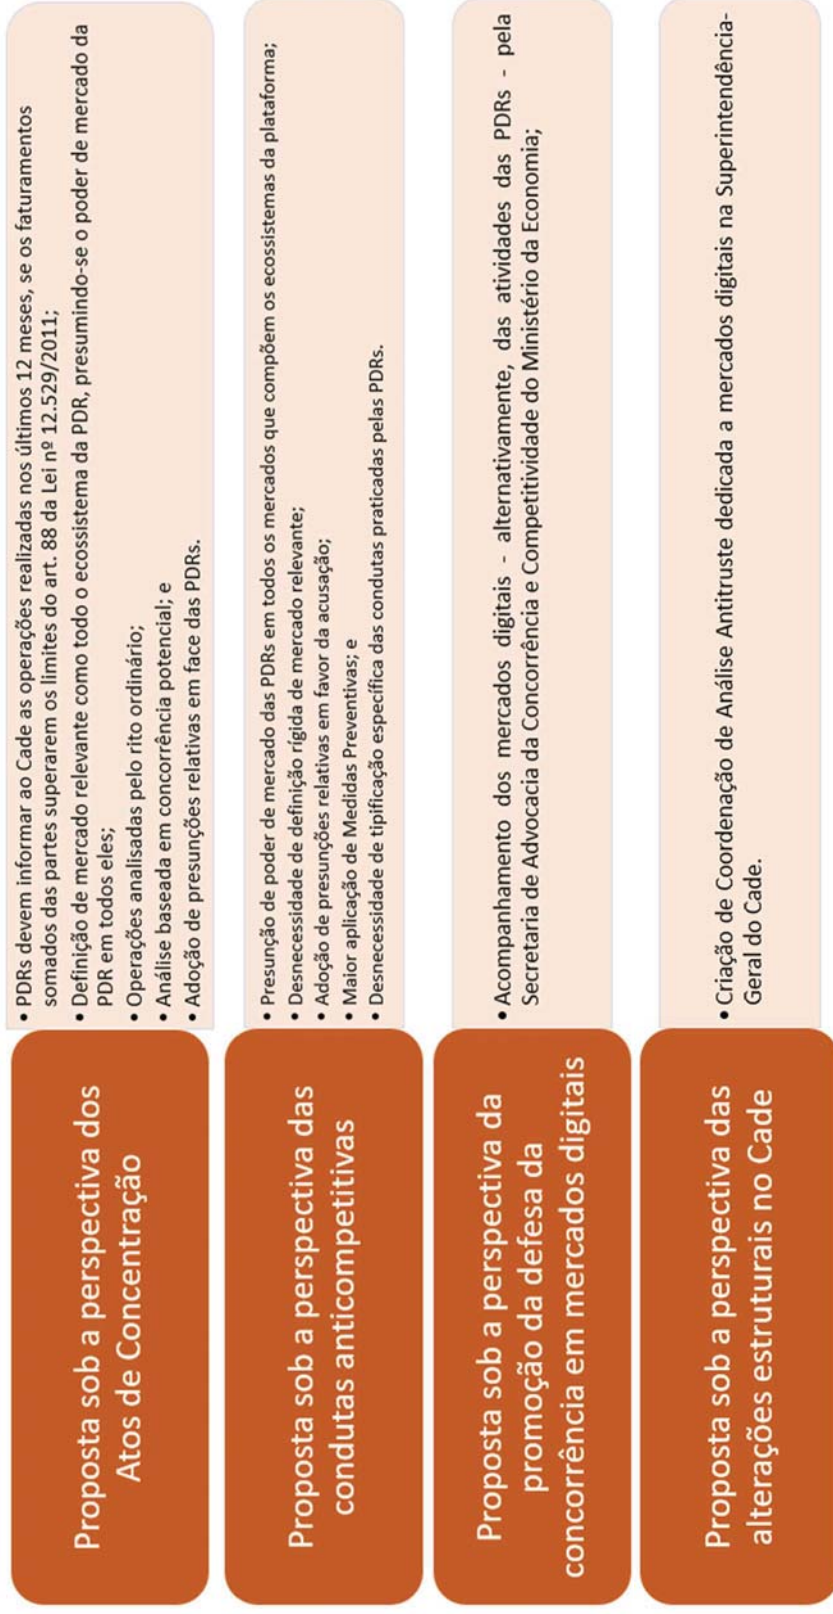 Proposta sob a perspectiva dos
Atos de Concentração
• PDRs devem informar ao Cade as operações realizadas nos últimos 12 meses, se os faturamentos
somados das partes superarem os limites do art. 88 da Lei nº 12.529/2011;
• Definição de mercado relevante como todo o ecossistema da PDR, presumindo-se o poder de mercado da
PDR em todos eles;
• Operações analisadas pelo rito ordinário;
• Análise baseada em concorrência potencial; e
• Adoção de presunções relativas em face das PDRs.
Proposta sob a perspectiva das
condutas anticompetitivas
• Presunção de poder de mercado das PDRs em todos os mercados que compõem os ecossistemas da plataforma;
• Desnecessidade de definição rígida de mercado relevante;
• Adoção de presunções relativas em favor da acusação;
• Maior aplicação de Medidas Preventivas; e
• Desnecessidade de tipificação específica das condutas praticadas pelas PDRs.
Proposta sob a perspectiva da
promoção da defesa da
concorrência em mercados digitais
• Acompanhamento dos mercados digitais - alternativamente, das atividades das PDRs - pela
Secretaria de Advocacia da Concorrência e Competitividade do Ministério da Economia;
Proposta sob a perspectiva das
alterações estruturais no Cade
• Criação de Coordenação de Análise Antitruste dedicada a mercados digitais na Superintendência-
Geral do Cade.